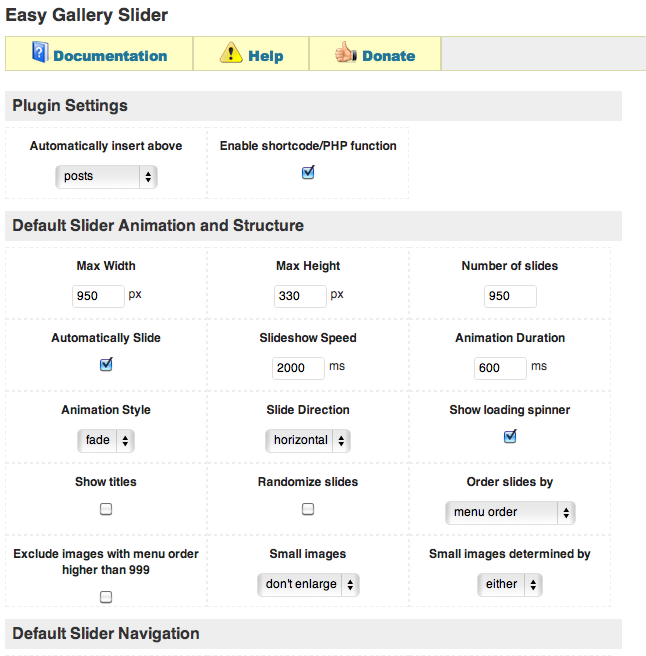 Easy Gallery Slider
Documentation Help Donate
Plugin Settings
Automatically insert above Enable shortcode/PHP function
posts
Default Slider Animation and Structure
Max Width Max Height Number of slides
950 px 330 px 950
Automatically Slide Slideshow Speed Animation Duration
2000 ms 600 ms
Animation Style Slide Direction Show loading spinner
fade horizontal
Show titles Randomize slides Order slides by
menu order
Exclude images with menu order Small images Small images determined by
higher than 999
don't enlarge either
Default Slider Navigation